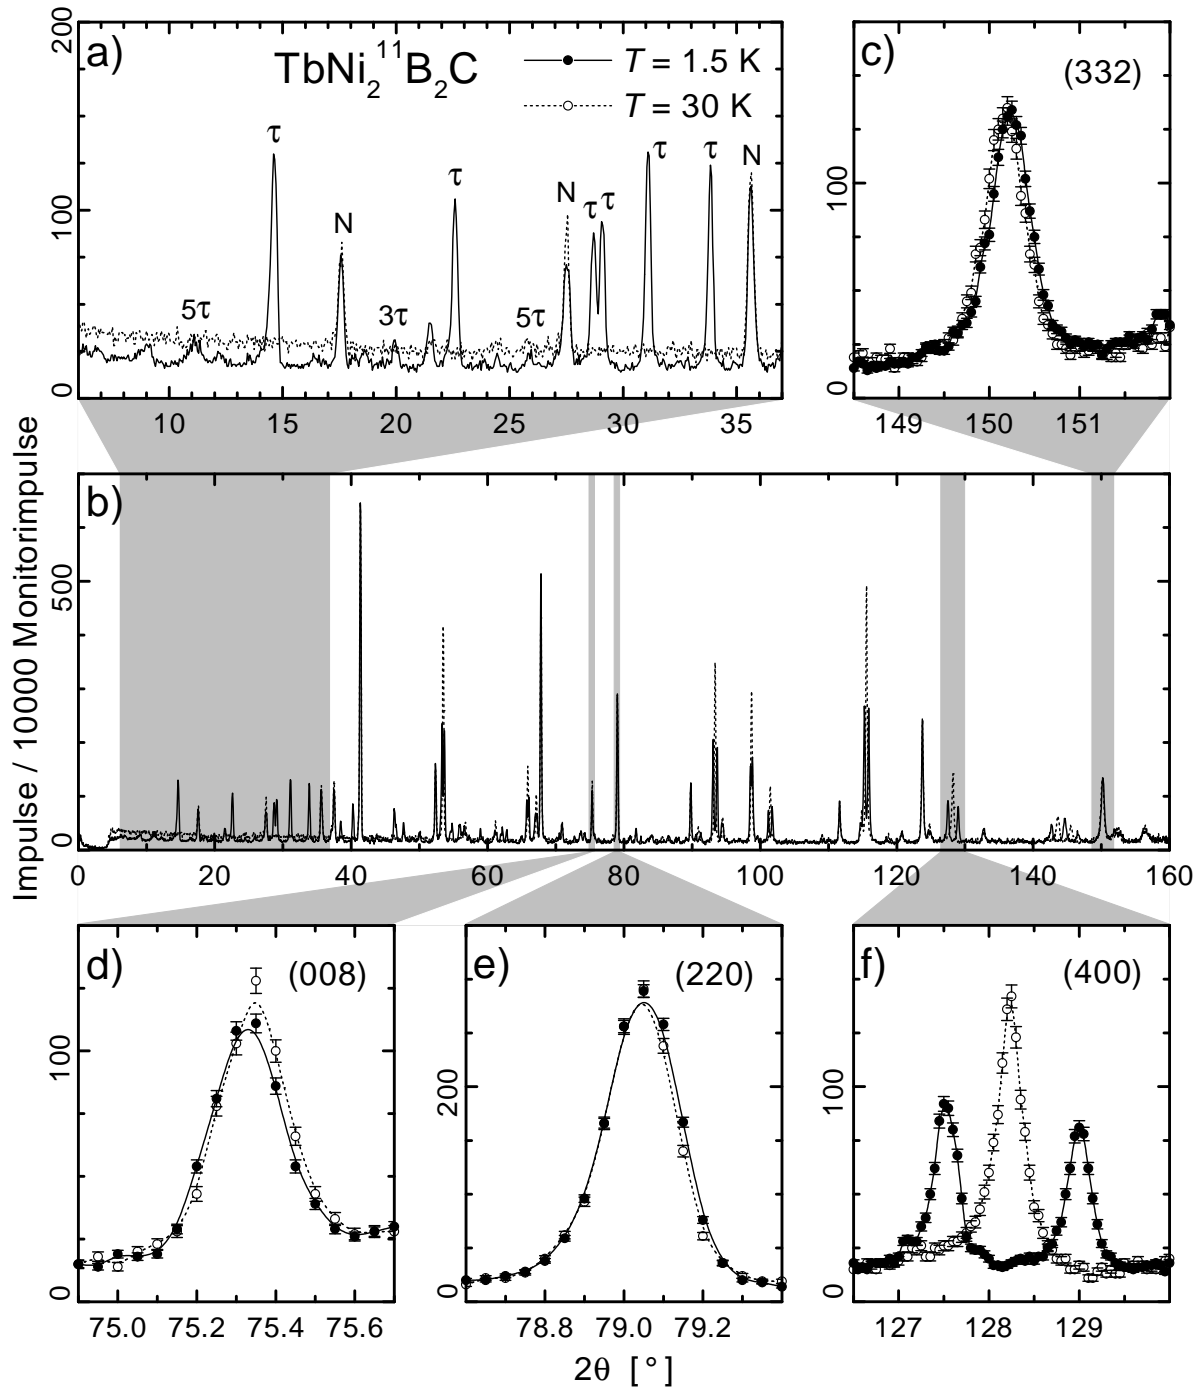 a)
TbNi₂¹¹B₂C
T = 1.5 K
T = 30 K
200
100
0
5τ
τ
N
3τ
τ
5τ
N
τ
τ
τ
τ
N
10 15 20 25 30 35
c)
(332)
100
0
149 150 151
Impulse / 10000 Monitorimpulse
b)
500
0
0 20 40 60 80 100 120 140 160
d)
(008)
100
0
75.0 75.2 75.4 75.6
e)
(220)
200
0
78.8 79.0 79.2
f)
(400)
100
0
127 128 129
2θ [°]